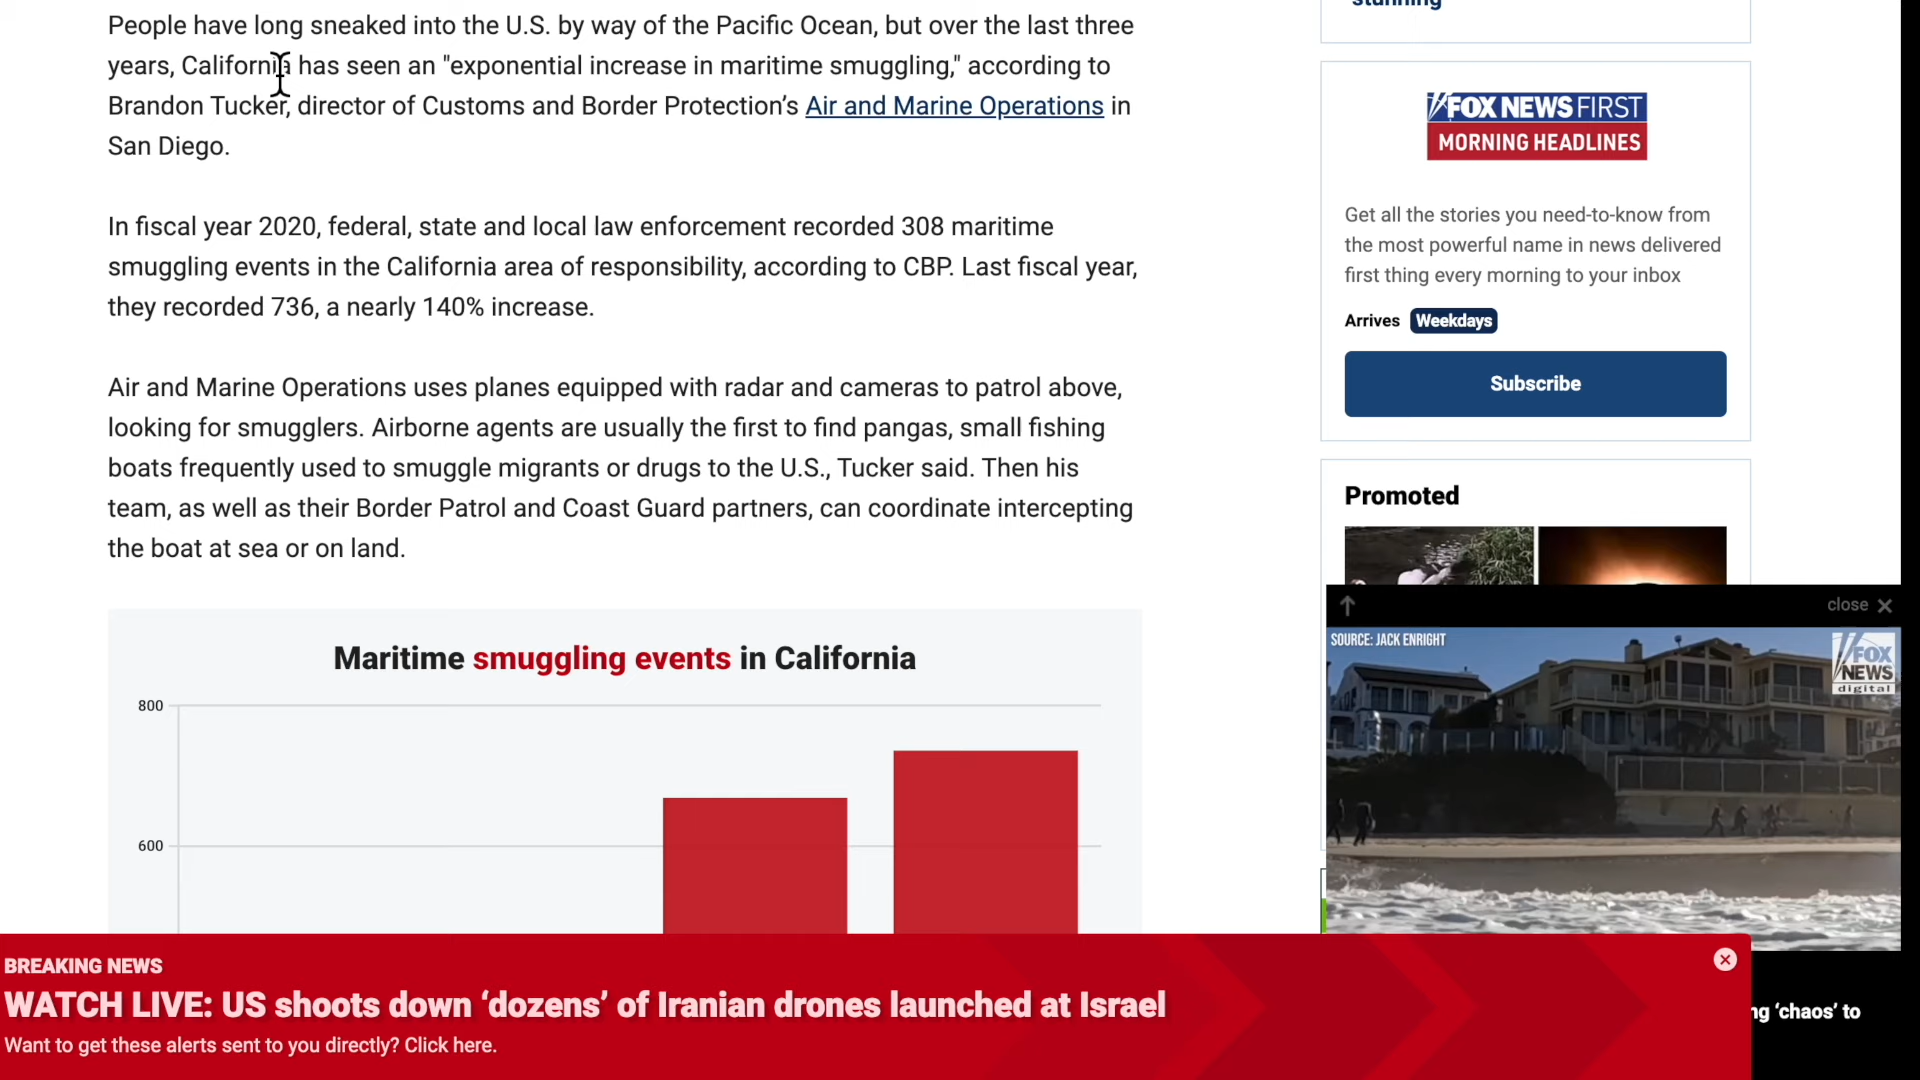 People have long sneaked into the U.S. by way of the Pacific Ocean, but over the last three
years, California has seen an "exponential increase in maritime smuggling," according to
Brandon Tucker, director of Customs and Border Protection’s Air and Marine Operations in
San Diego.
In fiscal year 2020, federal, state and local law enforcement recorded 308 maritime
smuggling events in the California area of responsibility, according to CBP. Last fiscal year,
they recorded 736, a nearly 140% increase.
Air and Marine Operations uses planes equipped with radar and cameras to patrol above,
looking for smugglers. Airborne agents are usually the first to find pangas, small fishing
boats frequently used to smuggle migrants or drugs to the U.S., Tucker said. Then his
team, as well as their Border Patrol and Coast Guard partners, can coordinate intercepting
the boat at sea or on land.
Maritime smuggling events in California
800
600
stunning
FOX NEWS FIRST
MORNING HEADLINES
Get all the stories you need-to-know from
the most powerful name in news delivered
first thing every morning to your inbox
Arrives Weekdays
Subscribe
Promoted
close
SOURCE: JACK ENRIGHT
FOX
NEWS
digital
BREAKING NEWS
WATCH LIVE: US shoots down ‘dozens’ of Iranian drones launched at Israel
Want to get these alerts sent to you directly? Click here.
‘chaos’ to